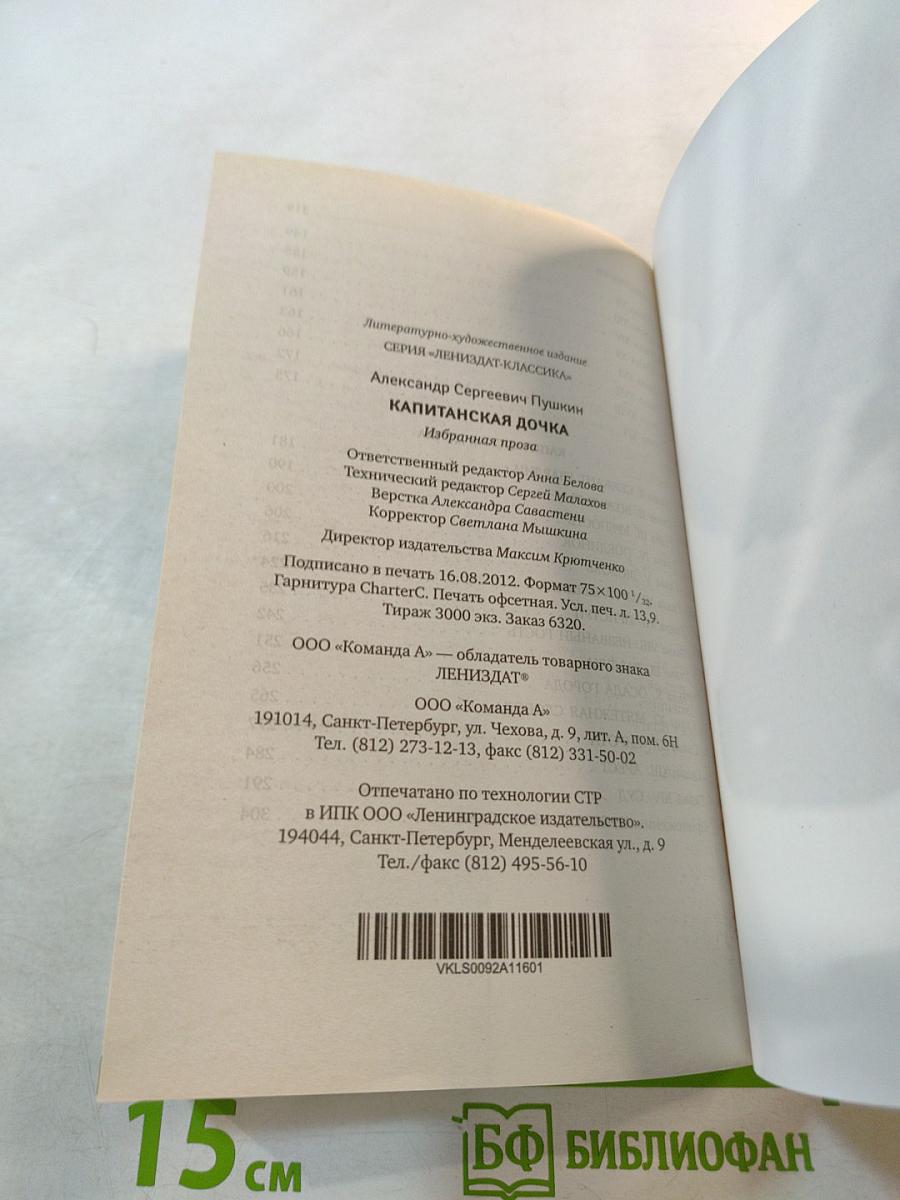 Литературно-художественное издание
СЕРИЯ «ЛЕНИЗДАТ-КЛАССИКА»
Александр Сергеевич Пушкин
КАПИТАНСКАЯ ДОЧКА
Избранная проза
Ответственный редактор Анна Белова
Технический редактор Сергей Малахов
Верстка Александра Савастени
Корректор Светлана Мышкина
Директор издательства Максим Крютченко
Подписано в печать 16.08.2012. Формат 75×100 1/32.
Гарнитура CharterC. Печать офсетная. Усл. печ. л. 13,9.
Тираж 3000 экз. Заказ 6320.
ООО «Команда А» — обладатель товарного знака
ЛЕНИЗДАТ®
ООО «Команда А»
191014, Санкт-Петербург, ул. Чехова, д. 9, лит. А, пом. 6Н
Тел. (812) 273-12-13, факс (812) 331-50-02
Отпечатано по технологии CTP
в ИПК ООО «Ленинградское издательство».
194044, Санкт-Петербург, Менделеевская ул., д. 9
Тел./факс (812) 495-56-10
VKLS0092A11601
15 см
БФ БИБЛИОФАН